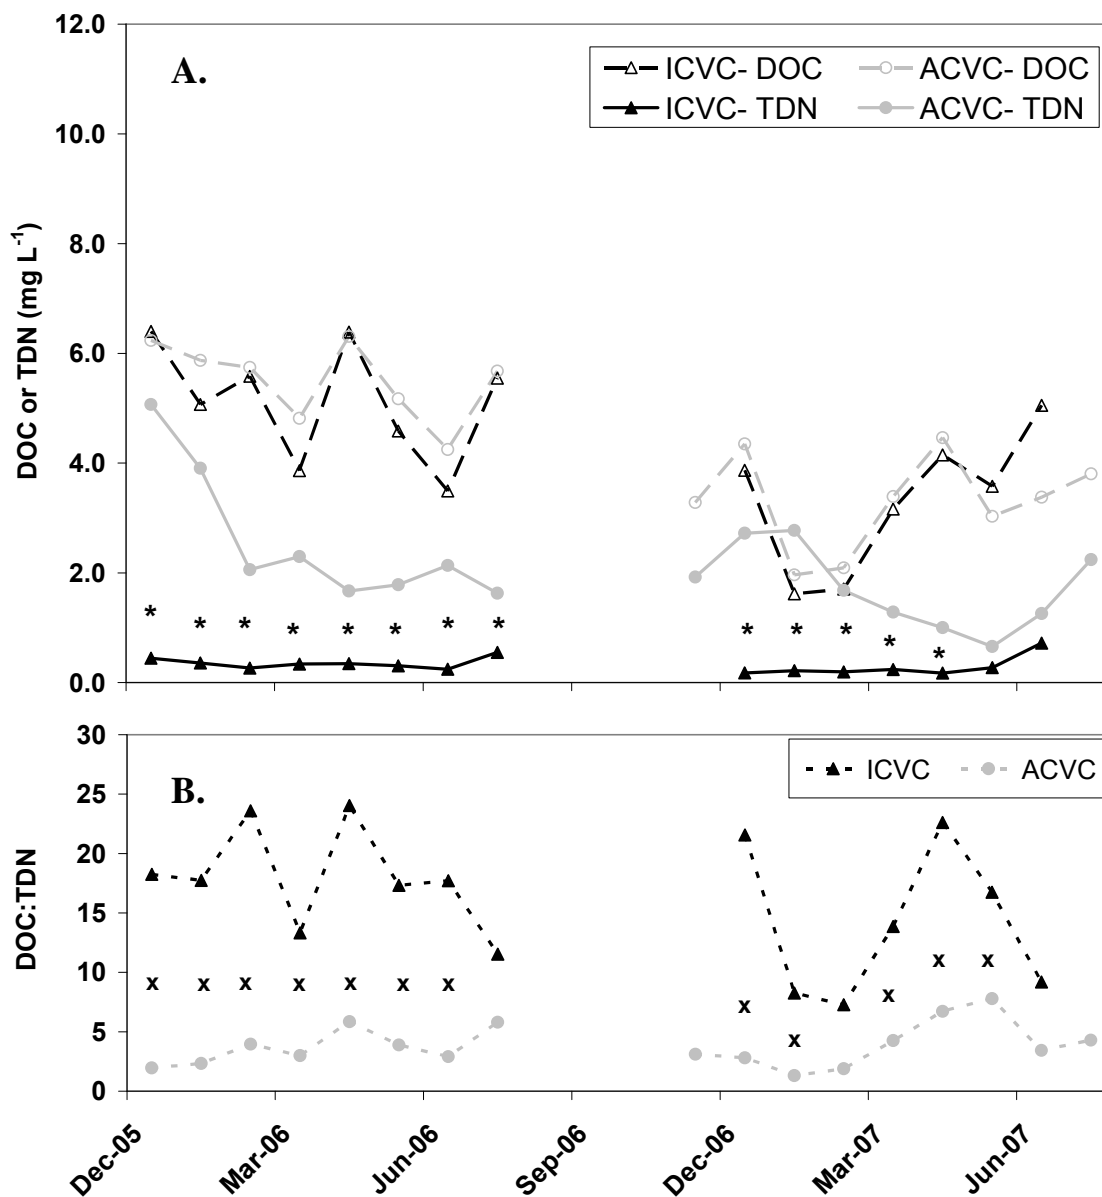 12.0
A.
ICVC- DOC ACVC- DOC
ICVC- TDN ACVC- TDN
10.0
8.0
DOC or TDN (mg L⁻¹)
6.0
4.0
2.0
* * * * * * * * * * * * *
0.0
30
ICVC ACVC
B.
25
20
DOC:TDN
15
10
x x x x x x x x x x x x
5
0
Dec-05 Mar-06 Jun-06 Sep-06 Dec-06 Mar-07 Jun-07